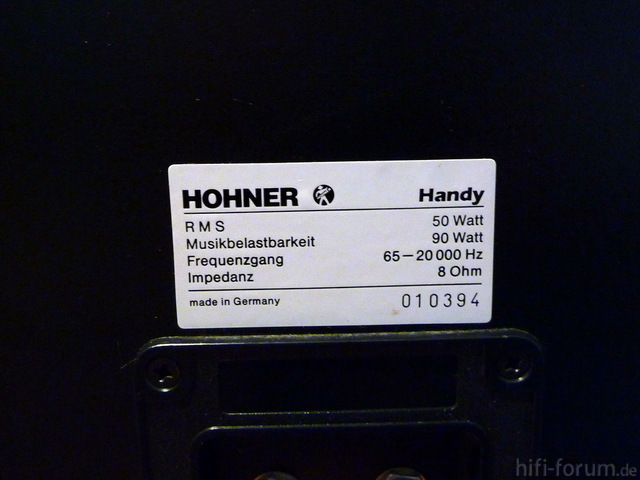 HOHNER Handy
RMS 50 Watt
Musikbelastbarkeit 90 Watt
Frequenzgang 65–20 000 Hz
Impedanz 8 Ohm
made in Germany 010394
hifi-forum.de